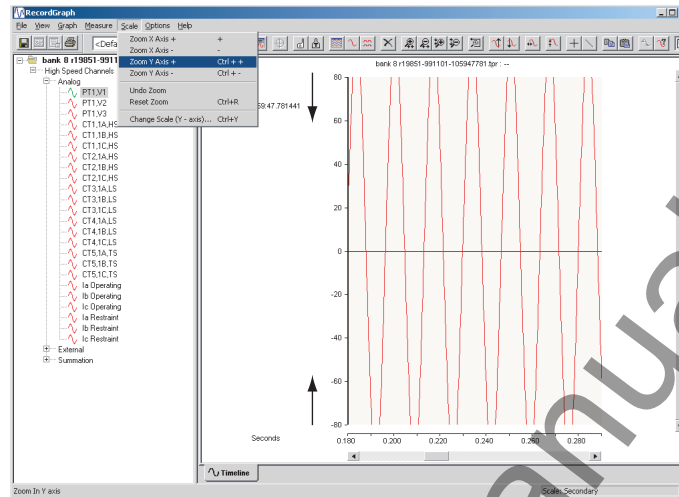 RecordGraph
File View Graph Measure Scale Options Help
<Defa
Zoom X Axis + +
Zoom X Axis - -
Zoom Y Axis + Ctrl + +
Zoom Y Axis - Ctrl + -
Undo Zoom
Reset Zoom Ctrl+R
Change Scale (Y - axis)... Ctrl+Y
bank 8 r19851-9911
High Speed Channels
Analog
PT1,V1
PT1,V2
PT1,V3
CT1,1A,HS
CT1,1B,HS
CT1,1C,HS
CT2,1A,HS
CT2,1B,HS
CT2,1C,HS
CT3,1A,LS
CT3,1B,LS
CT3,1C,LS
CT4,1A,LS
CT4,1B,LS
CT4,1C,LS
CT5,1A,TS
CT5,1B,TS
CT5,1C,TS
Ia Operating
Ib Operating
Ic Operating
Ia Restraint
Ib Restraint
Ic Restraint
External
Summation
bank 8 r19851-991101-105947781.tpr : --
59:47.781441
80
60
40
20
0
-20
-40
-60
-80
Seconds
0.180 0.200 0.220 0.240 0.260 0.280
Timeline
Zoom In Y axis
Scale: Secondary